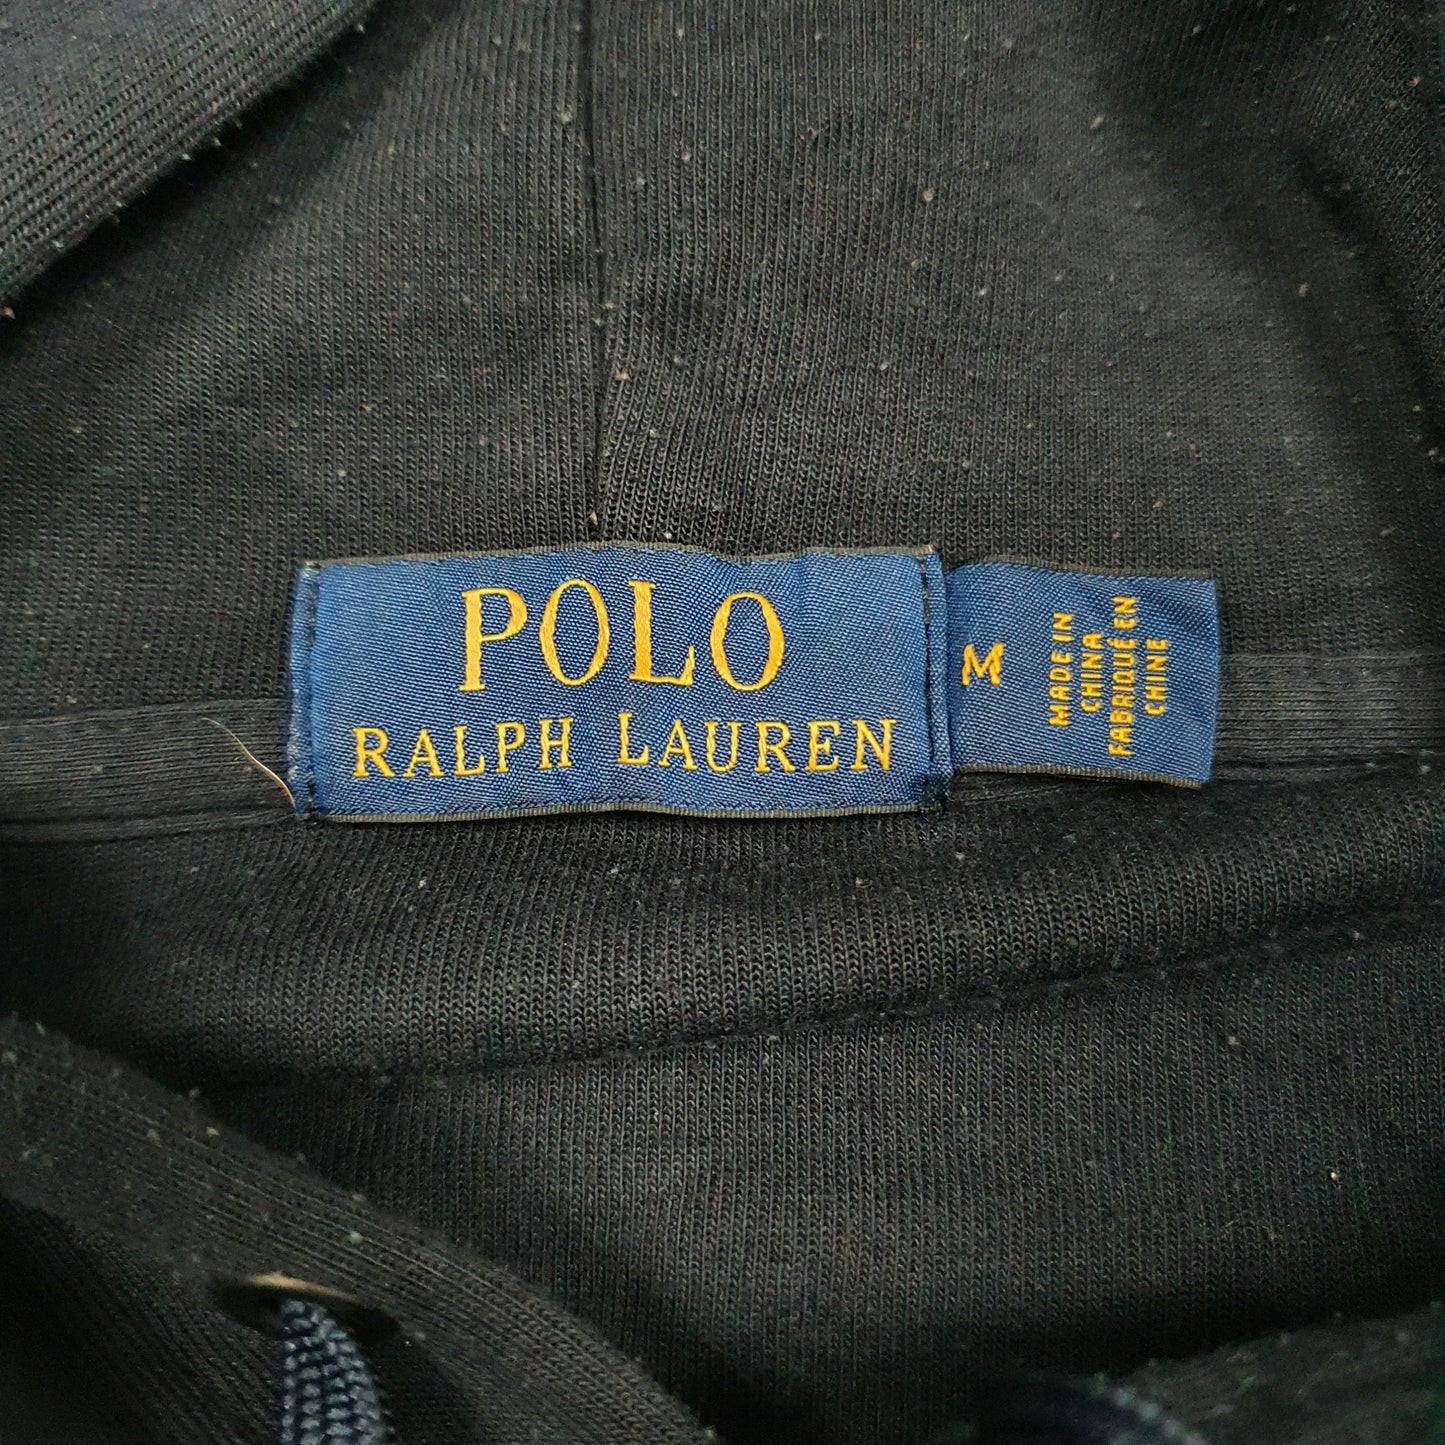 POLO
RALPH LAUREN
M
MADE IN
CHINA
FABRIQUÉ EN
CHINE